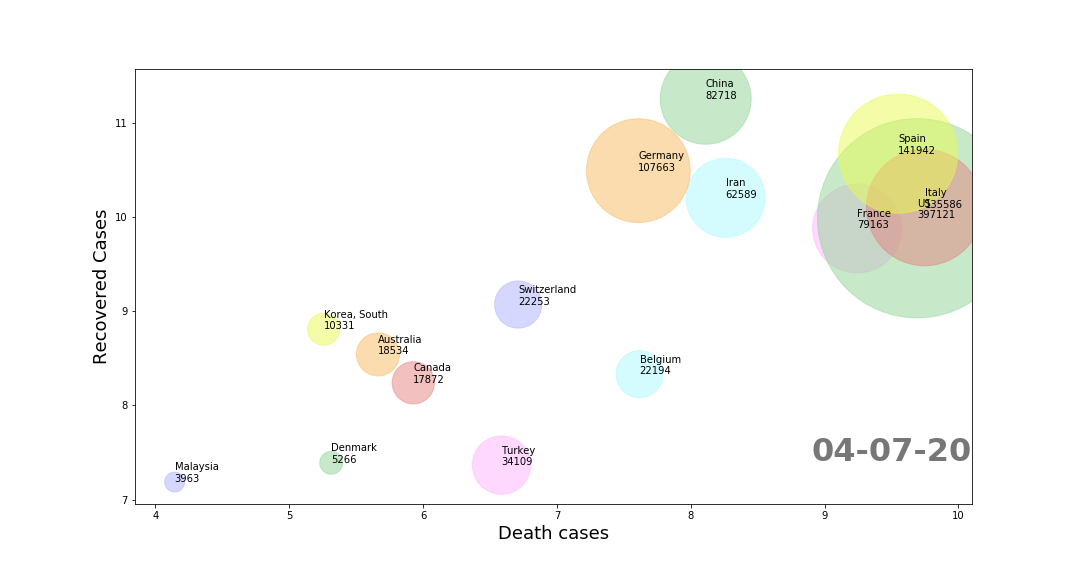 China
82718
11
Spain
141942
Germany
107663
Iran
62589
Italy
135586
US
397121
10
France
79163
Recovered Cases
9
Switzerland
22253
Korea, South
10331
Australia
18534
Canada
17872
Belgium
22194
8
Denmark
5266
Turkey
34109
04-07-20
Malaysia
3963
7
4
5
6
7
8
9
10
Death cases